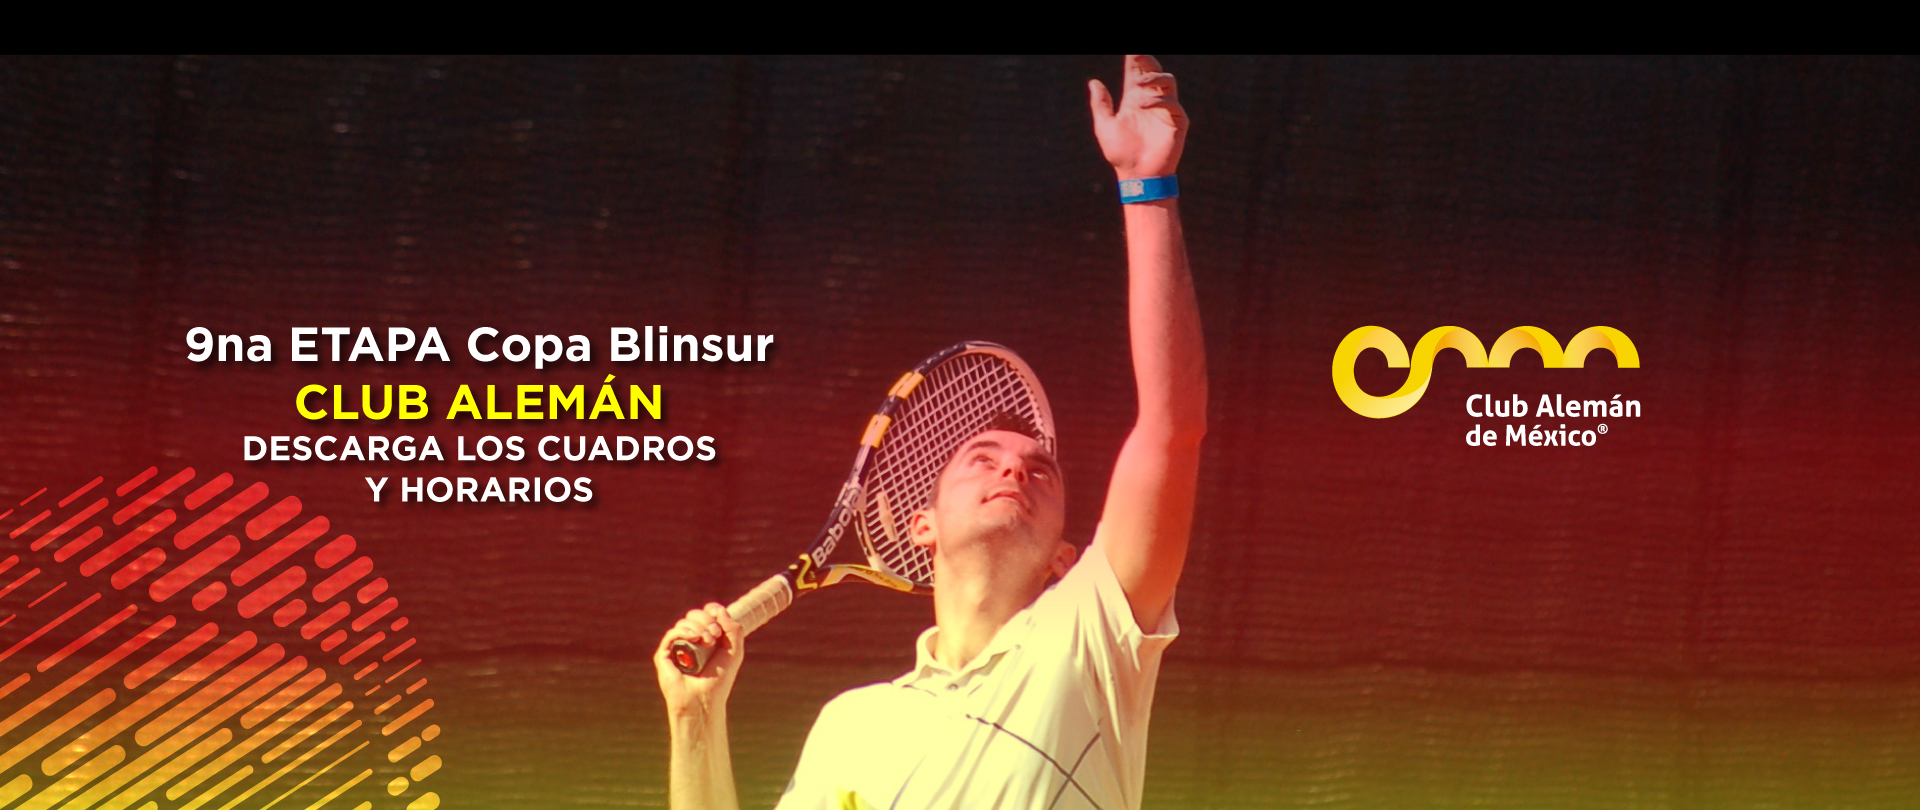 9na ETAPA Copa Blinsur
CLUB ALEMÁN
DESCARGA LOS CUADROS
Y HORARIOS
Club Alemán
de México®
Babolat